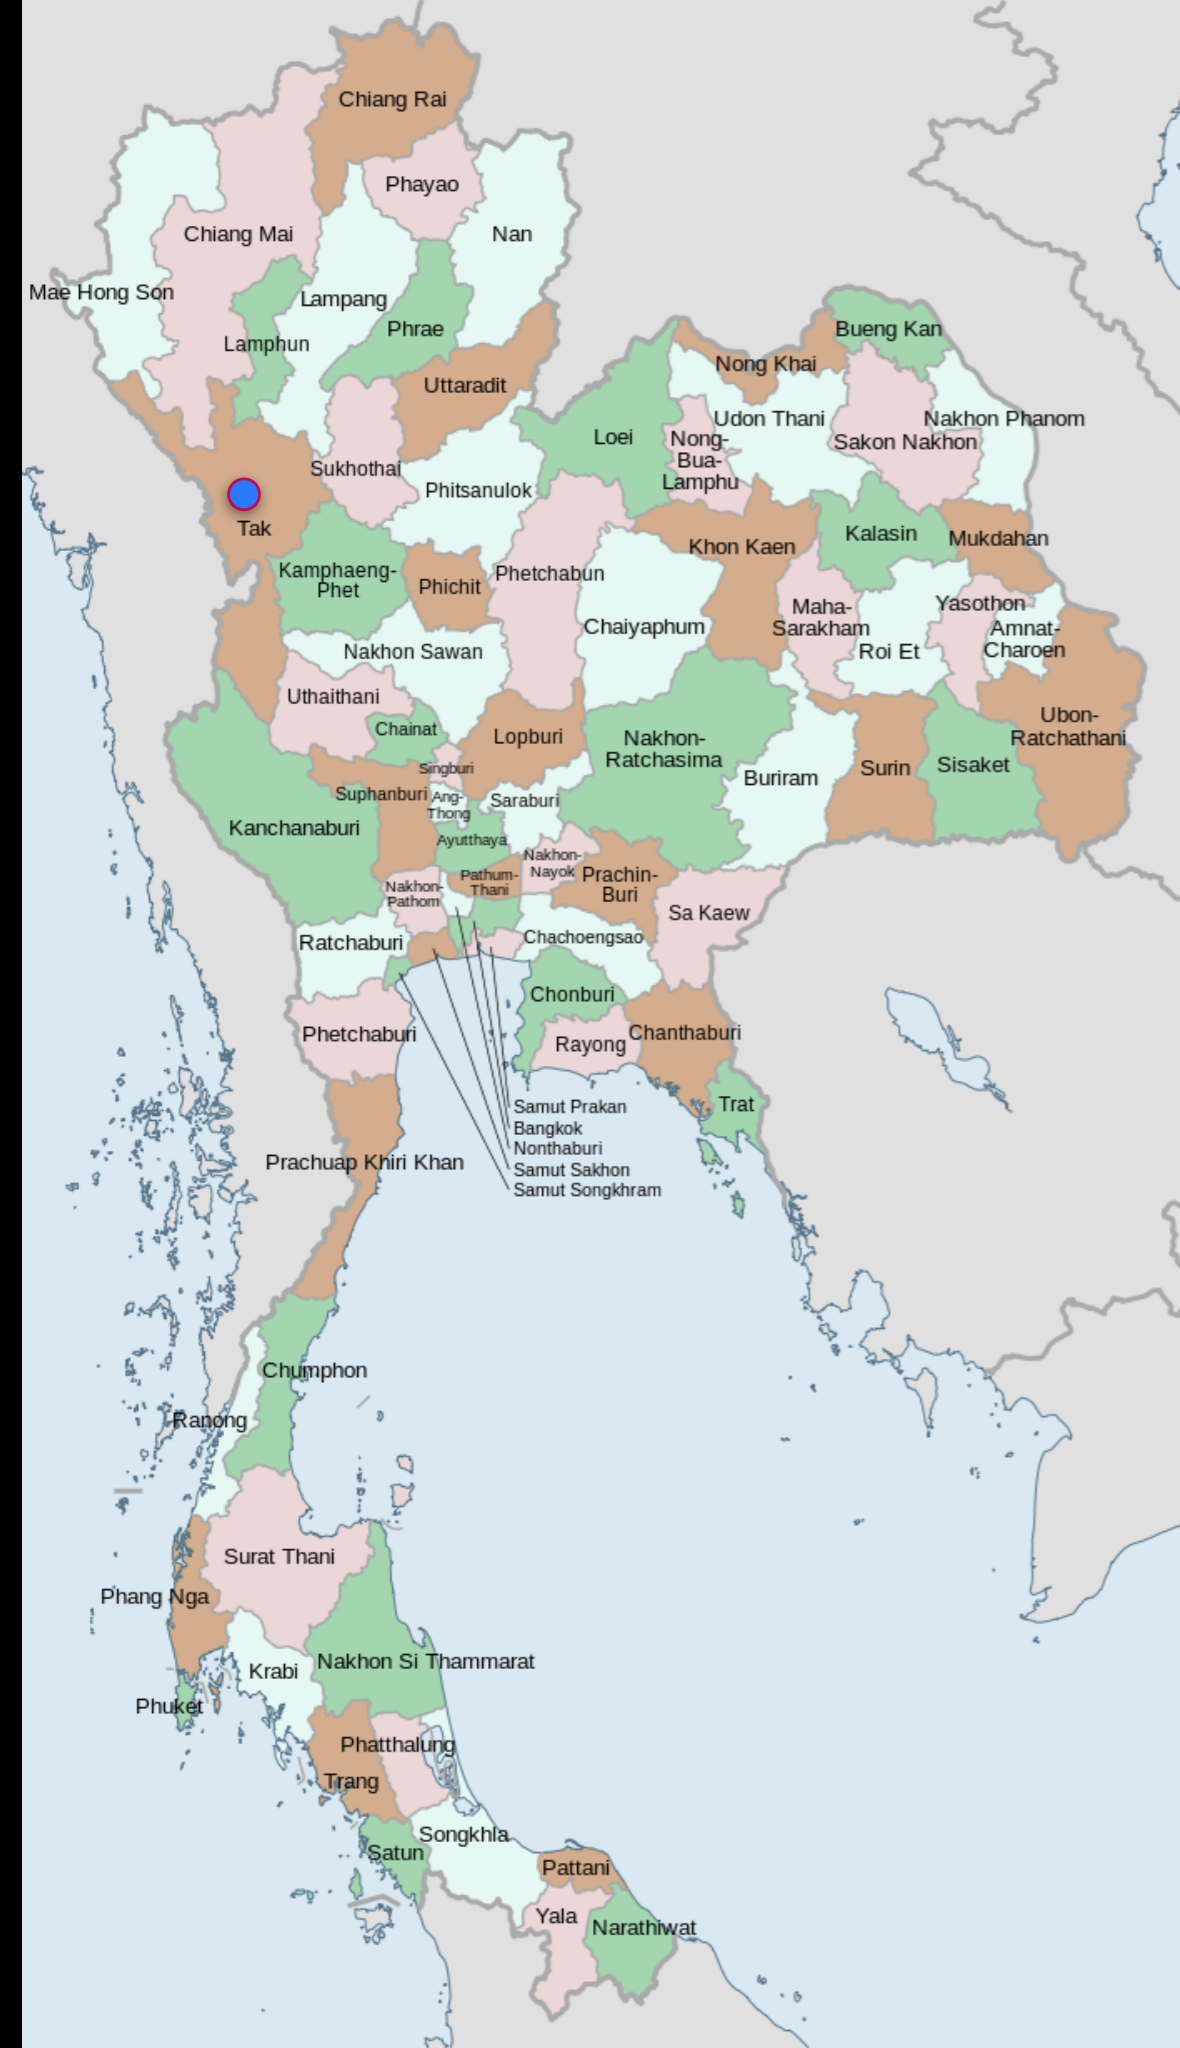 Chiang Rai
Phayao
Chiang Mai
Nan
Mae Hong Son
Lampang
Phrae
Lamphun
Uttaradit
Bueng Kan
Nong Khai
Udon Thani
Nakhon Phanom
Loei
Nong-
Bua-
Lamphu
Sakon Nakhon
Sukhothai
Phitsanulok
Tak
Kalasin
Mukdahan
Khon Kaen
Kamphaeng-
Phet
Phichit
Phetchabun
Chaiyaphum
Maha-
Sarakham
Roi Et
Yasothon
Amnat-
Charoen
Nakhon Sawan
Uthaithani
Chainat
Lopburi
Nakhon-
Ratchasima
Ubon-
Ratchathani
Singburi
Buriram
Surin
Sisaket
Suphanburi
Ang-
Thong
Saraburi
Kanchanaburi
Ayutthaya
Nakhon-
Nayok
Pathum-
Thani
Prachin-
Buri
Nakhon-
Pathom
Sa Kaew
Ratchaburi
Chachoengsao
Chonburi
Phetchaburi
Rayong
Chanthaburi
Trat
Samut Prakan
Bangkok
Nonthaburi
Samut Sakhon
Samut Songkhram
Prachuap Khiri Khan
Chumphon
Ranong
Surat Thani
Phang Nga
Krabi
Nakhon Si Thammarat
Phuket
Phatthalung
Trang
Songkhla
Satun
Pattani
Yala
Narathiwat